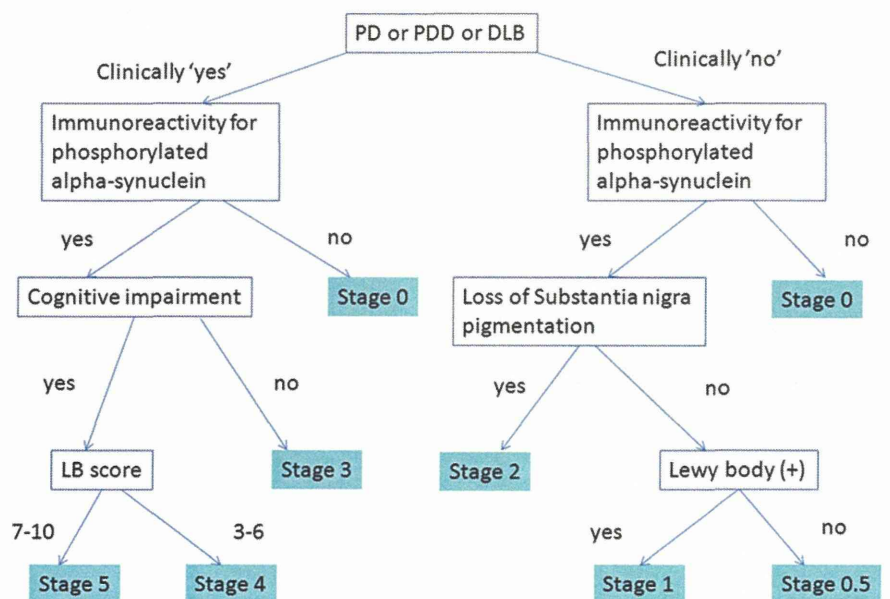 PD or PDD or DLB
Clinically 'yes'
Clinically 'no'
Immunoreactivity for
phosphorylated
alpha-synuclein
Immunoreactivity for
phosphorylated
alpha-synuclein
yes
no
yes
no
Cognitive impairment
Stage 0
Loss of Substantia nigra
pigmentation
Stage 0
yes
no
yes
no
LB score
Stage 3
Stage 2
Lewy body (+)
7-10
3-6
yes
no
Stage 5
Stage 4
Stage 1
Stage 0.5